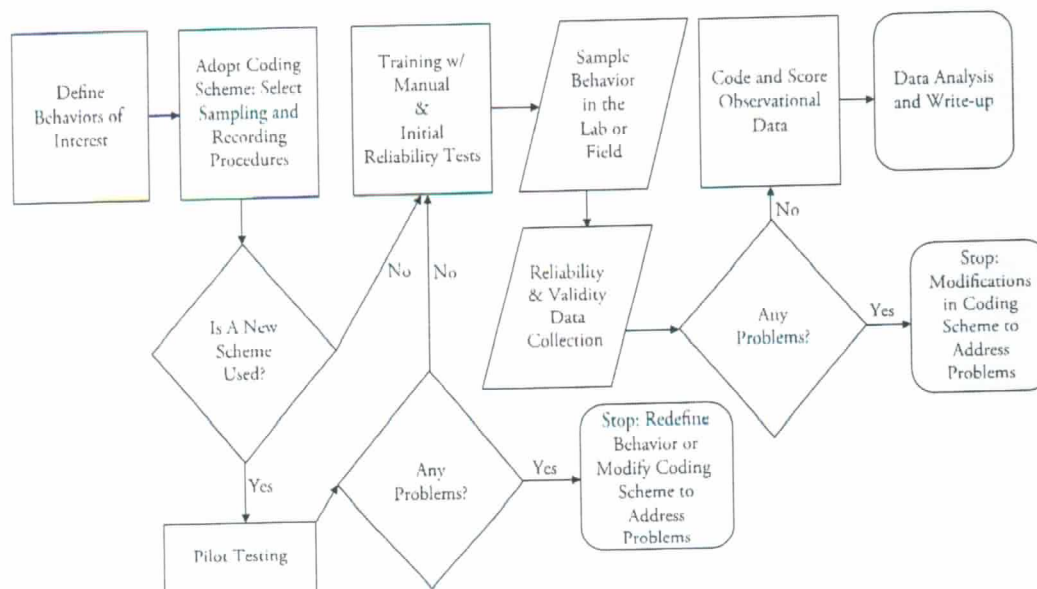 Define
Behaviors of
Interest
Adopt Coding
Scheme: Select
Sampling and
Recording
Procedures
Training w/
Manual
&
Initial
Reliability Tests
Sample
Behavior
in the
Lab or
Field
Code and Score
Observational
Data
Data Analysis
and Write-up
No
No
No
Is A New
Scheme
Used?
Reliability
& Validity
Data
Collection
Any
Problems?
Yes
Stop:
Modifications
in Coding
Scheme to
Address
Problems
Yes
Pilot Testing
Any
Problems?
Yes
Stop: Redefine
Behavior or
Modify Coding
Scheme to
Address
Problems